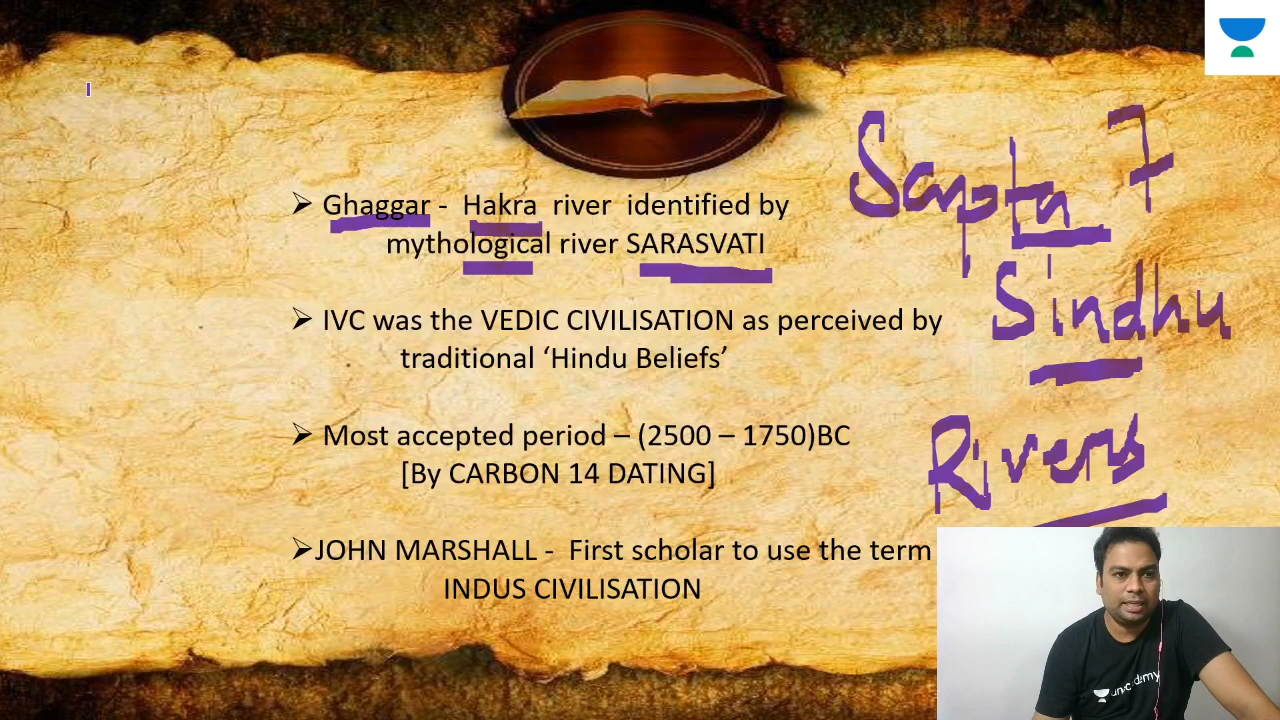 ➢ Ghaggar - Hakra river identified by
mythological river SARASVATI
➢ IVC was the VEDIC CIVILISATION as perceived by
traditional ‘Hindu Beliefs’
➢ Most accepted period – (2500 – 1750)BC
[By CARBON 14 DATING]
➢JOHN MARSHALL - First scholar to use the term
INDUS CIVILISATION
Sapta 7
Sindhu
Rivers
unacademy